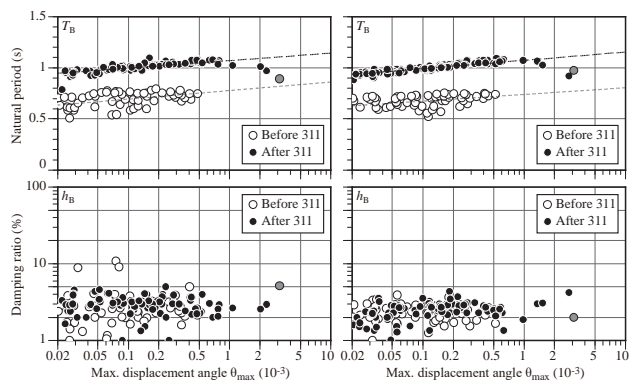 T_B
T_B
1.5
1
0.5
0
Natural period (s)
Before 311
After 311
Before 311
After 311
h_B
h_B
100
10
1
Damping ratio (%)
Before 311
After 311
Before 311
After 311
0.02 0.05 0.1 0.2 0.5 1 2 5 10
0.02 0.05 0.1 0.2 0.5 1 2 5 10
Max. displacement angle θmax (10-3)
Max. displacement angle θmax (10-3)